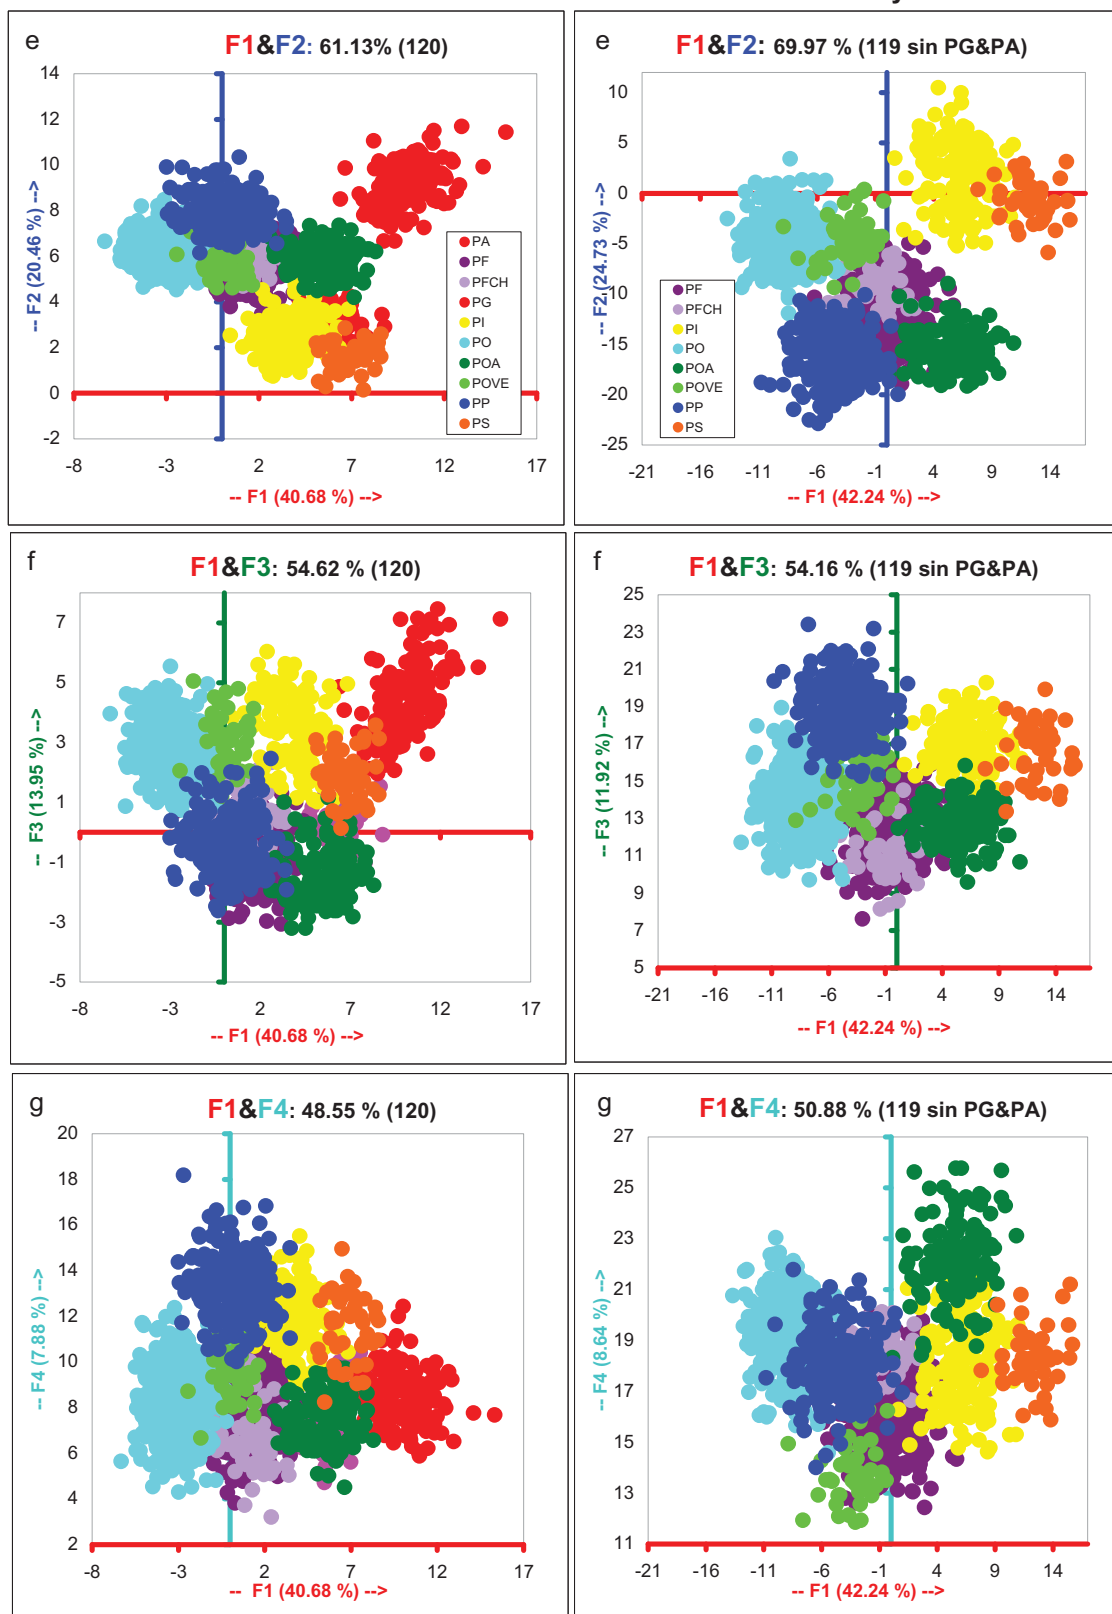 e
F1&F2: 61.13% (120)
14
12
10
8
6
4
2
0
-2
-- F2 (20.46 %) -->
PA
PF
PFCH
PG
PI
PO
POA
POVE
PP
PS
-8 -3 2 7 12 17
-- F1 (40.68 %) -->
e
F1&F2: 69.97 % (119 sin PG&PA)
10
5
0
-5
-10
-15
-20
-25
-- F2 (24.73 %) -->
PF
PFCH
PI
PO
POA
POVE
PP
PS
-21 -16 -11 -6 -1 4 9 14
-- F1 (42.24 %) -->
f
F1&F3: 54.62 % (120)
7
5
3
1
-1
-3
-5
-- F3 (13.95 %) -->
-8 -3 2 7 12 17
-- F1 (40.68 %) -->
f
F1&F3: 54.16 % (119 sin PG&PA)
25
23
21
19
17
15
13
11
9
7
5
-- F3 (11.92 %) -->
-21 -16 -11 -6 -1 4 9 14
-- F1 (42.24 %) -->
g
F1&F4: 48.55 % (120)
20
18
16
14
12
10
8
6
4
2
-- F4 (7.88 %) -->
-8 -3 2 7 12 17
-- F1 (40.68 %) -->
g
F1&F4: 50.88 % (119 sin PG&PA)
27
25
23
21
19
17
15
13
11
-- F4 (8.64 %) -->
-21 -16 -11 -6 -1 4 9 14
-- F1 (42.24 %) -->